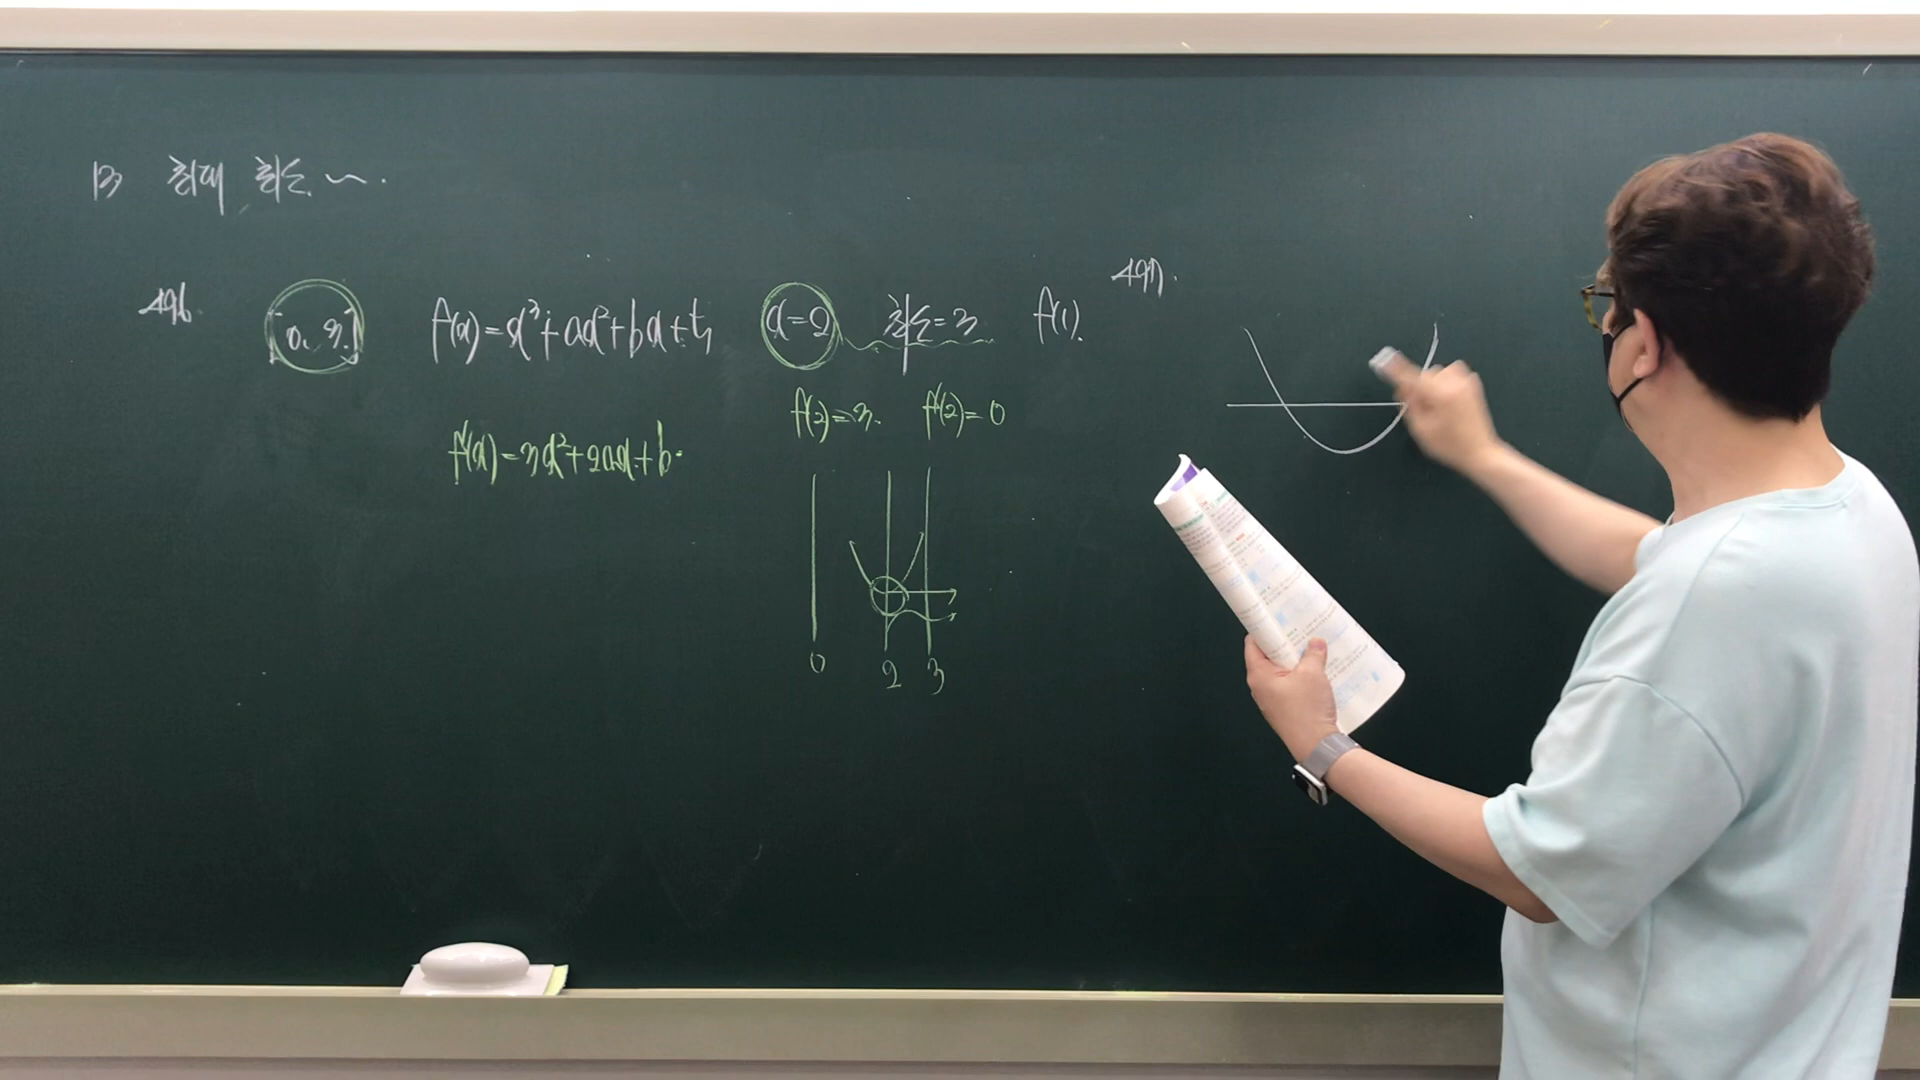 13 최대 최소 ~.
496. [0, 3] f(x)=x³+ax²+bx+5 x=2 최소=3 f(1).
f(2)=3. f'(2)=0
f'(x)=3x²+2ax+b.
0 2 3
497.